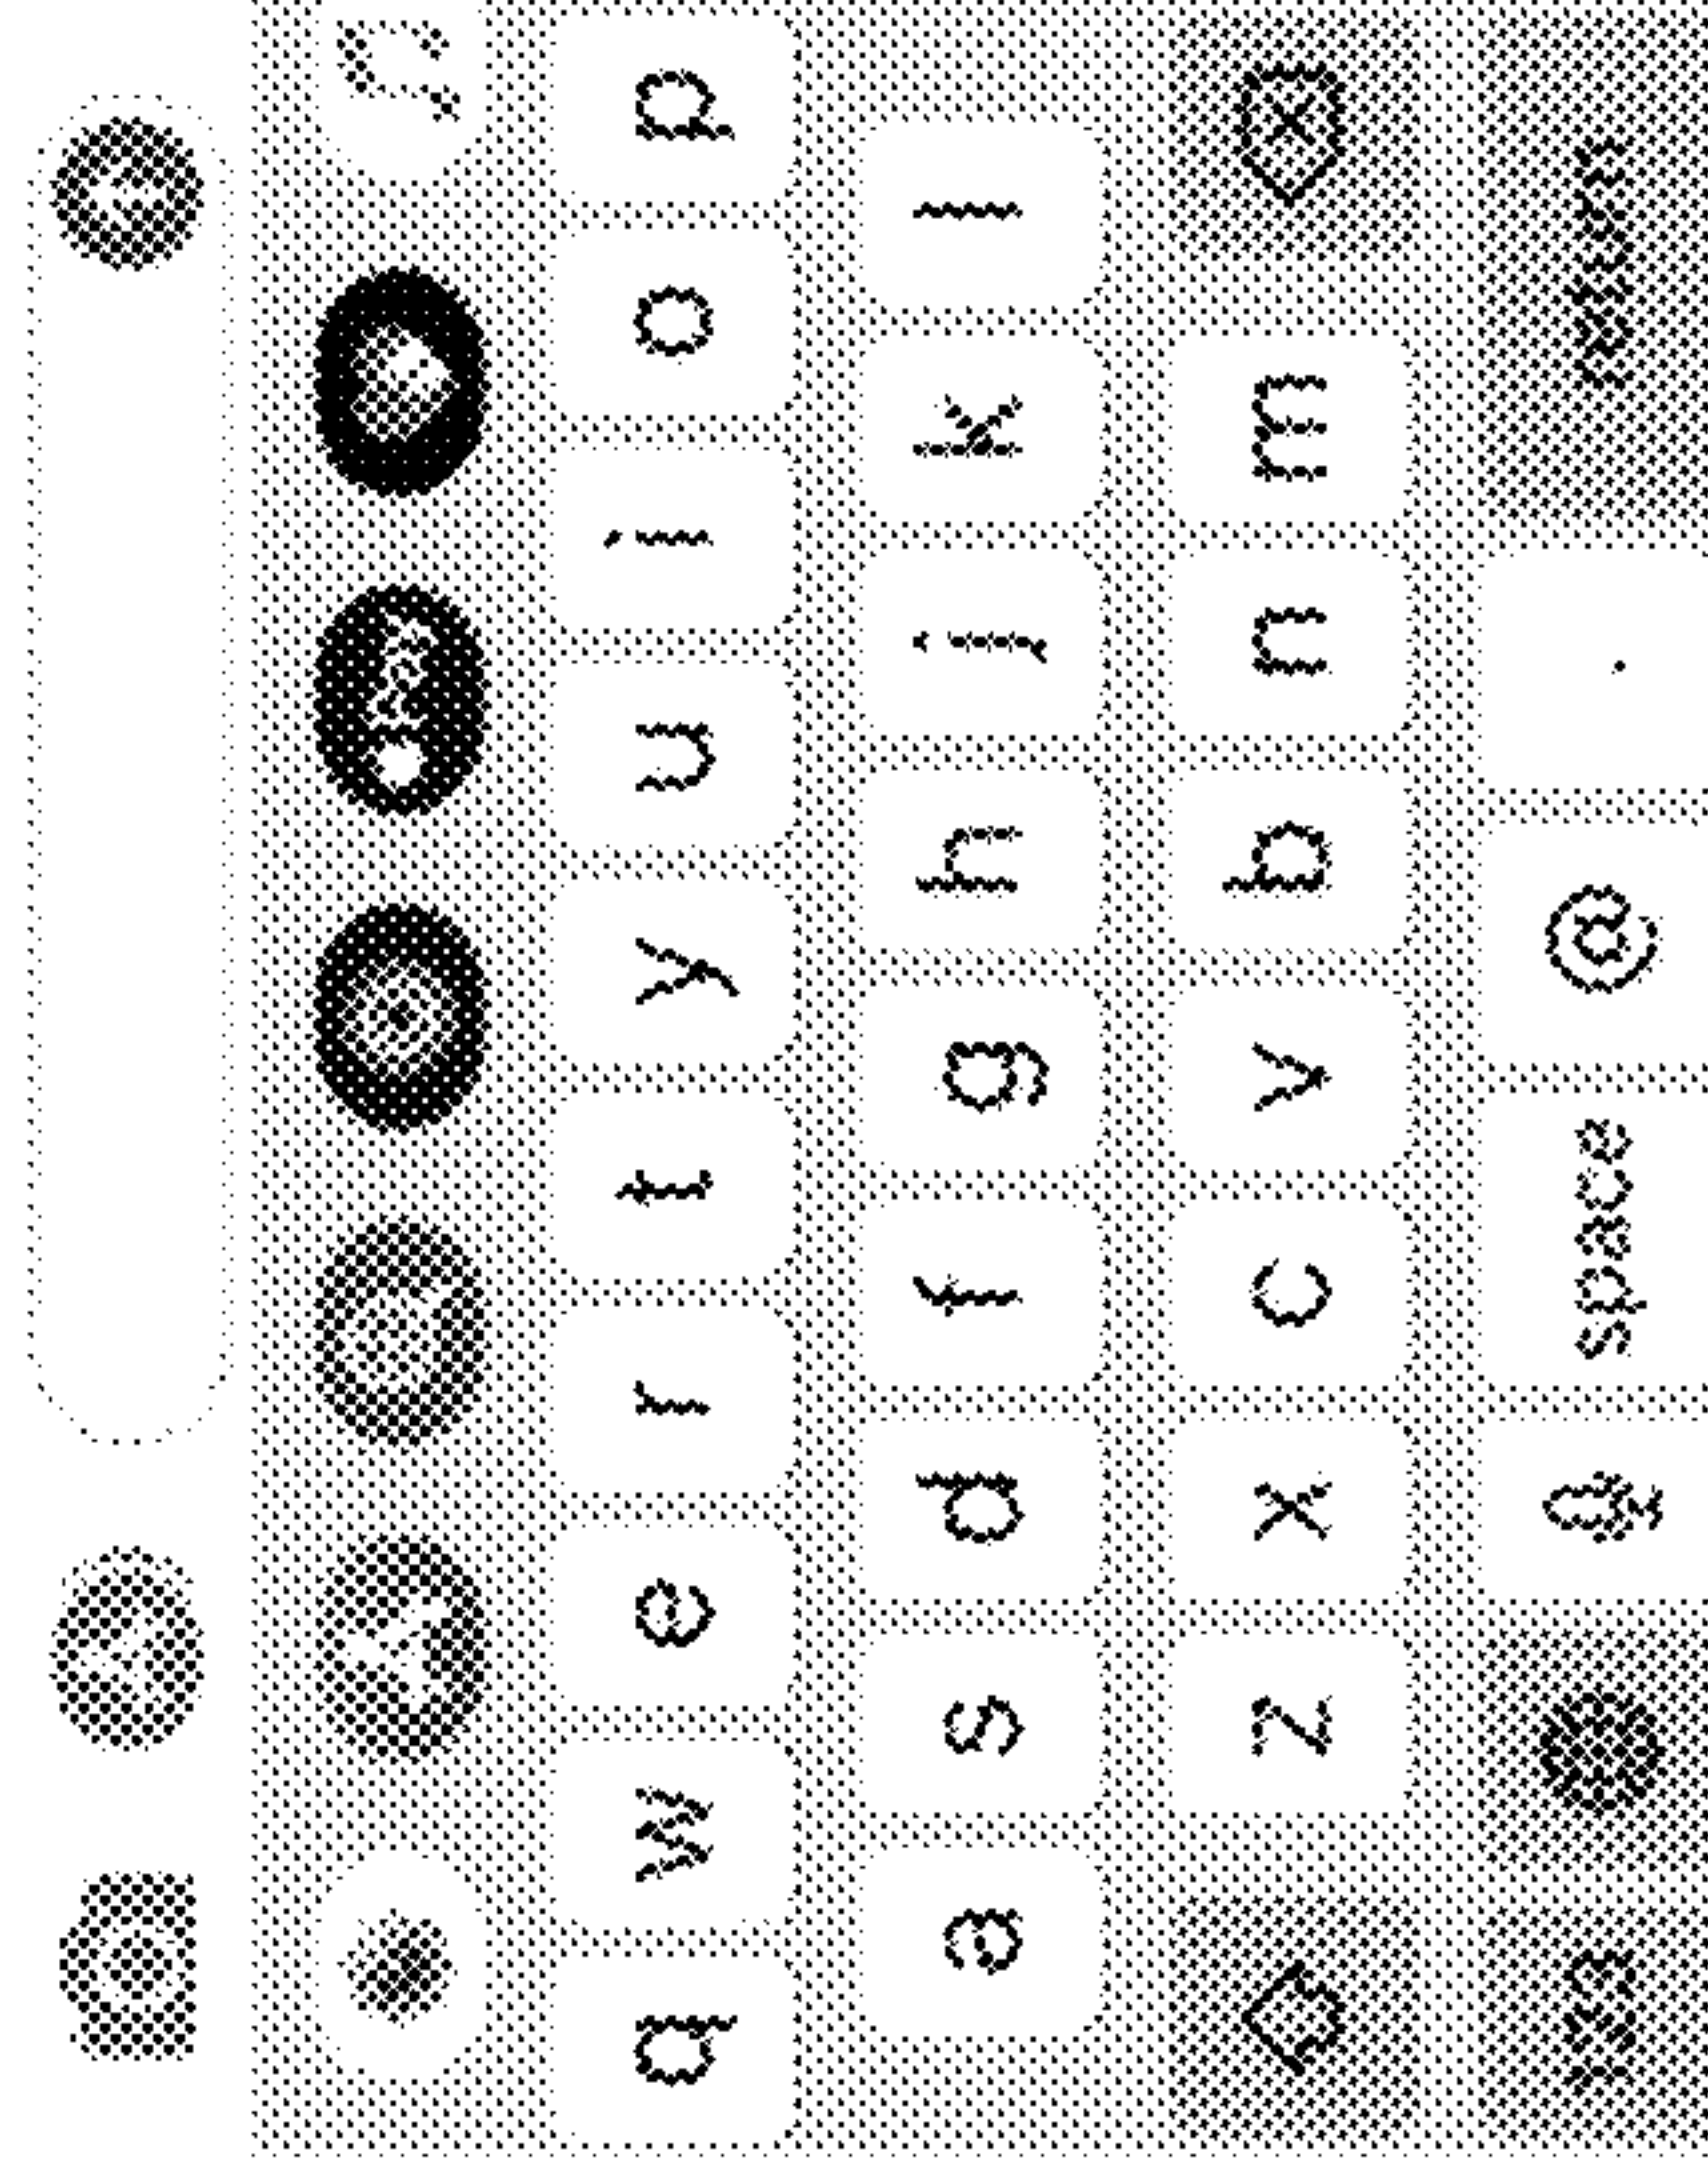 q w e r t y u i o p
a s d f g h j k l
z x c v b n m
123 space @ . return